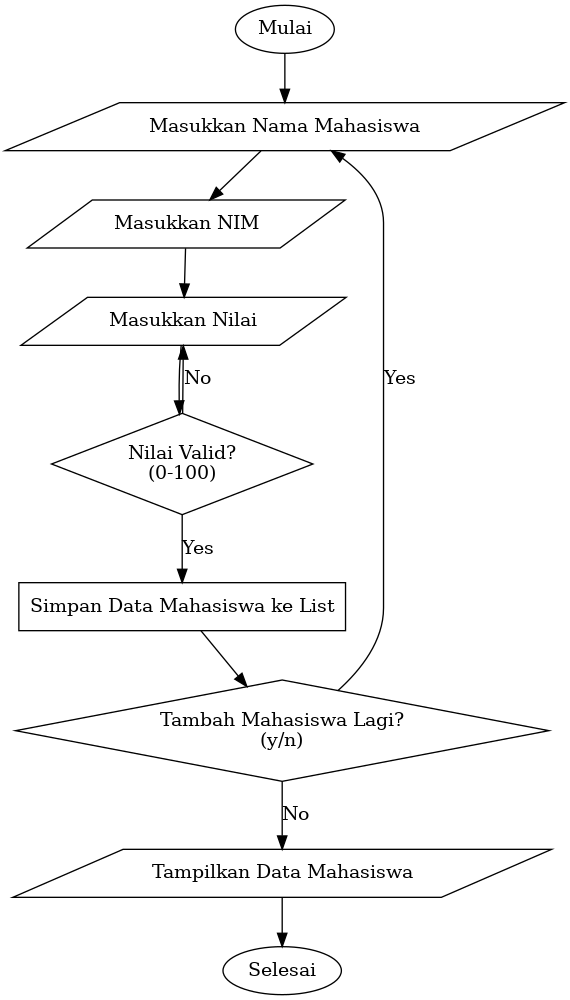 Mulai
Masukkan Nama Mahasiswa
Masukkan NIM
Masukkan Nilai
No
Yes
Nilai Valid?
(0-100)
Yes
Simpan Data Mahasiswa ke List
Tambah Mahasiswa Lagi?
(y/n)
No
Tampilkan Data Mahasiswa
Selesai